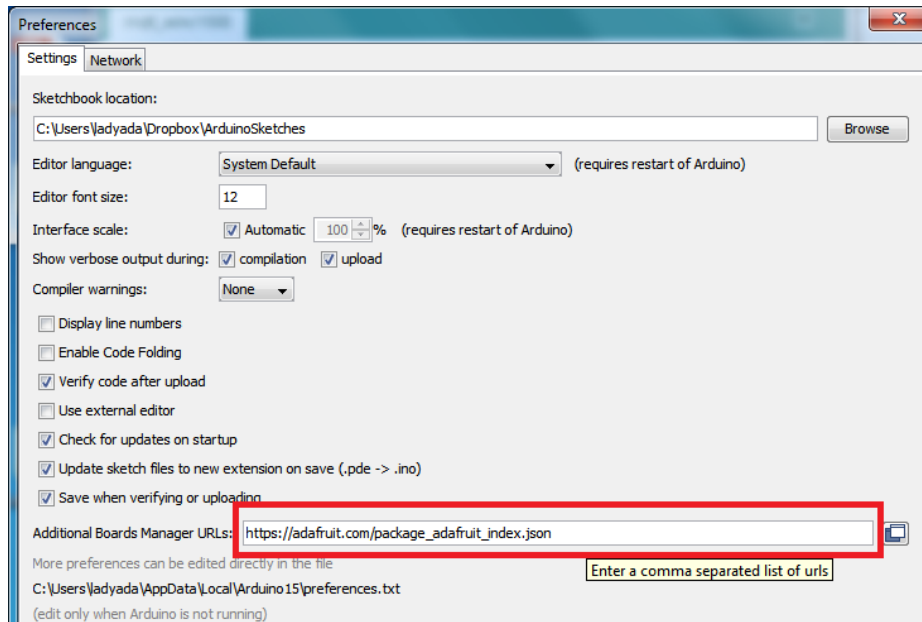 Preferences
Settings Network
Sketchbook location:
C:\Users\ladyada\Dropbox\ArduinoSketches Browse
Editor language: System Default (requires restart of Arduino)
Editor font size: 12
Interface scale: Automatic 100 % (requires restart of Arduino)
Show verbose output during: compilation upload
Compiler warnings: None
Display line numbers
Enable Code Folding
Verify code after upload
Use external editor
Check for updates on startup
Update sketch files to new extension on save (.pde -> .ino)
Save when verifying or uploading
Additional Boards Manager URLs: https://adafruit.com/package_adafruit_index.json
More preferences can be edited directly in the file
Enter a comma separated list of urls
C:\Users\ladyada\AppData\Local\Arduino15\preferences.txt
(edit only when Arduino is not running)